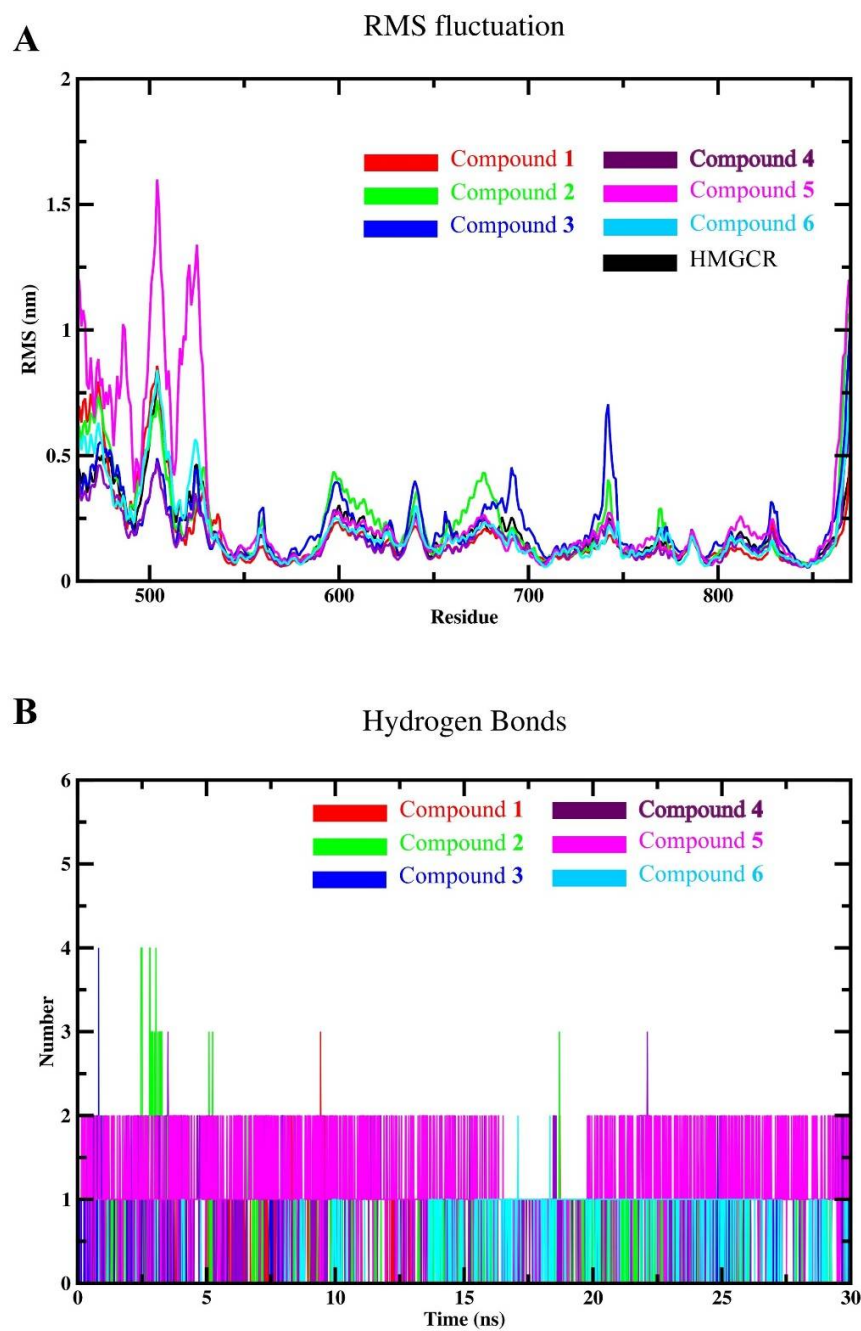 A
RMS fluctuation
2
1.5
1
0.5
0
RMS (nm)
Compound 1
Compound 2
Compound 3
Compound 4
Compound 5
Compound 6
HMGCR
500
600
700
800
Residue
B
Hydrogen Bonds
6
5
4
3
2
1
0
Number
Compound 1
Compound 2
Compound 3
Compound 4
Compound 5
Compound 6
0
5
10
15
20
25
30
Time (ns)